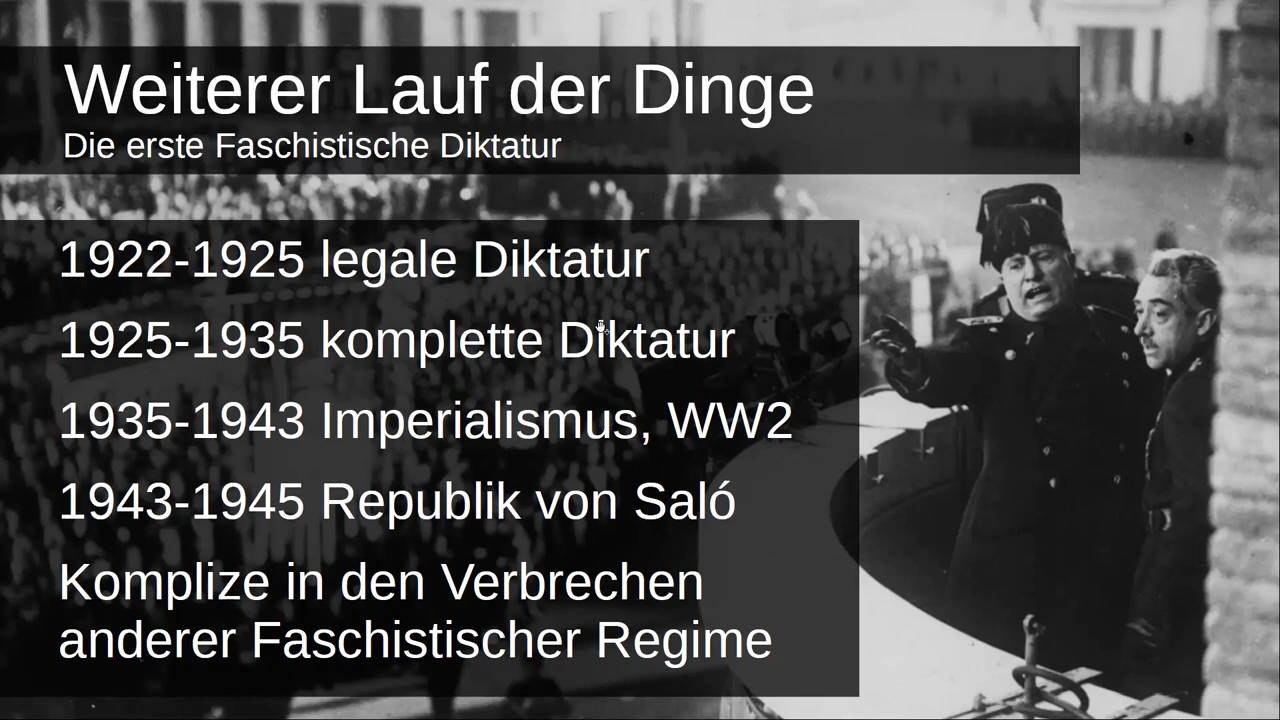 Weiterer Lauf der Dinge
Die erste Faschistische Diktatur
1922-1925 legale Diktatur
1925-1935 komplette Diktatur
1935-1943 Imperialismus, WW2
1943-1945 Republik von Saló
Komplize in den Verbrechen
anderer Faschistischer Regime